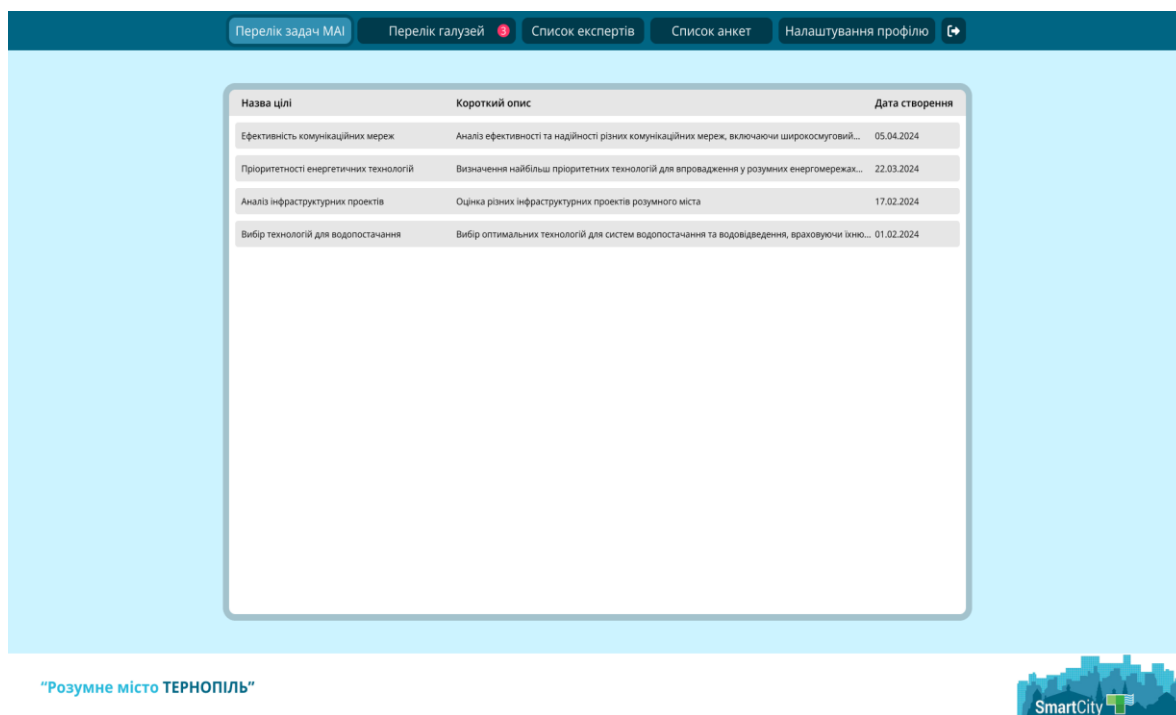 Перелік задач МАІ Перелік галузей 3 Список експертів Список анкет Налаштування профілю
Назва цілі Короткий опис Дата створення
Ефективність комунікаційних мереж Аналіз ефективності та надійності різних комунікаційних мереж, включаючи широкосмуговий... 05.04.2024
Пріоритетності енергетичних технологій Визначення найбільш пріоритетних технологій для впровадження у розумних енергомережах... 22.03.2024
Аналіз інфраструктурних проектів Оцінка різних інфраструктурних проектів розумного міста 17.02.2024
Вибір технологій для водопостачання Вибір оптимальних технологій для систем водопостачання та водовідведення, враховуючи їхню... 01.02.2024
“Розумне місто ТЕРНОПІЛЬ”
SmartCity